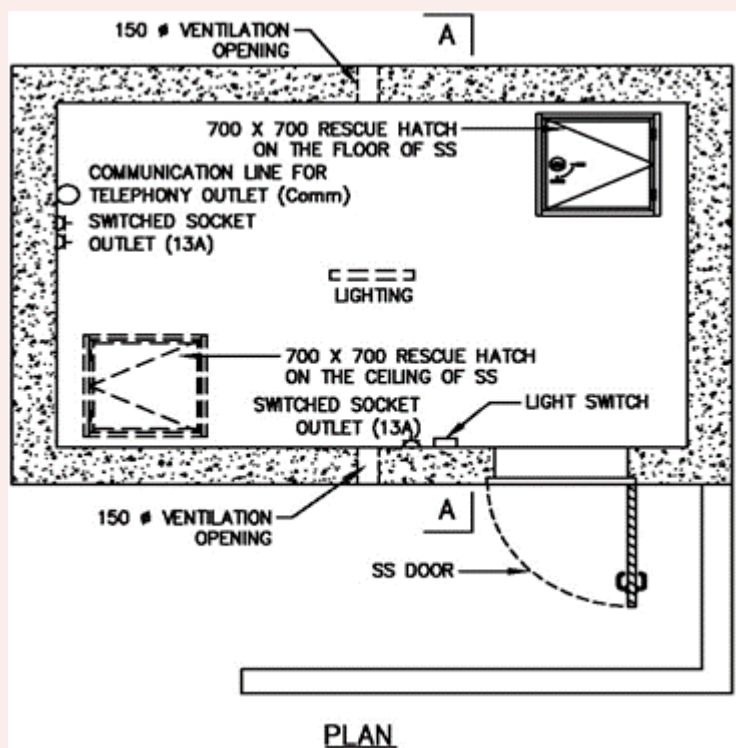 150 ø VENTILATION
OPENING
A
700 X 700 RESCUE HATCH
ON THE FLOOR OF SS
COMMUNICATION LINE FOR
TELEPHONY OUTLET (Comm)
SWITCHED SOCKET
OUTLET (13A)
LIGHTING
700 X 700 RESCUE HATCH
ON THE CEILING OF SS
SWITCHED SOCKET
OUTLET (13A)
LIGHT SWITCH
150 ø VENTILATION
OPENING
A
SS DOOR
PLAN